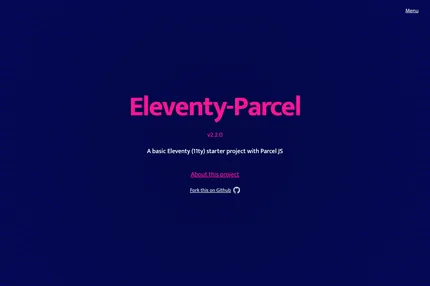 Menu
Eleventy-Parcel
v2.2.0
A basic Eleventy (11ty) starter project with Parcel JS
About this project
Fork this on Github